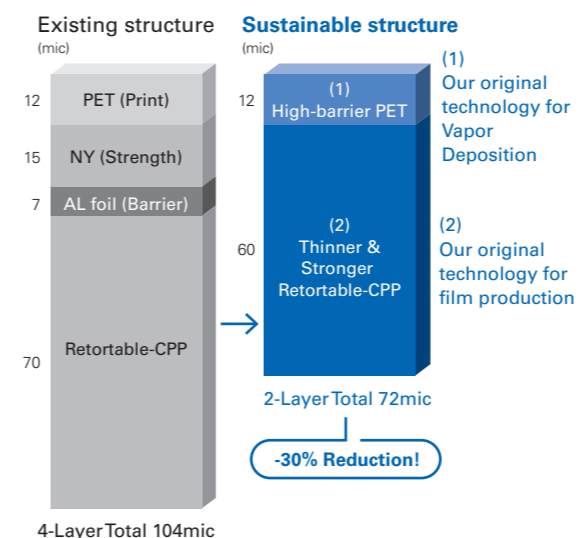 Existing structure
(mic)
12
PET (Print)
15
NY (Strength)
7
AL foil (Barrier)
70
Retortable-CPP
4-Layer Total 104mic
Sustainable structure
(mic)
12
(1)
High-barrier PET
60
(2)
Thinner &
Stronger
Retortable-CPP
2-Layer Total 72mic
-30% Reduction!
(1)
Our original
technology for
Vapor
Deposition
(2)
Our original
technology for
film production